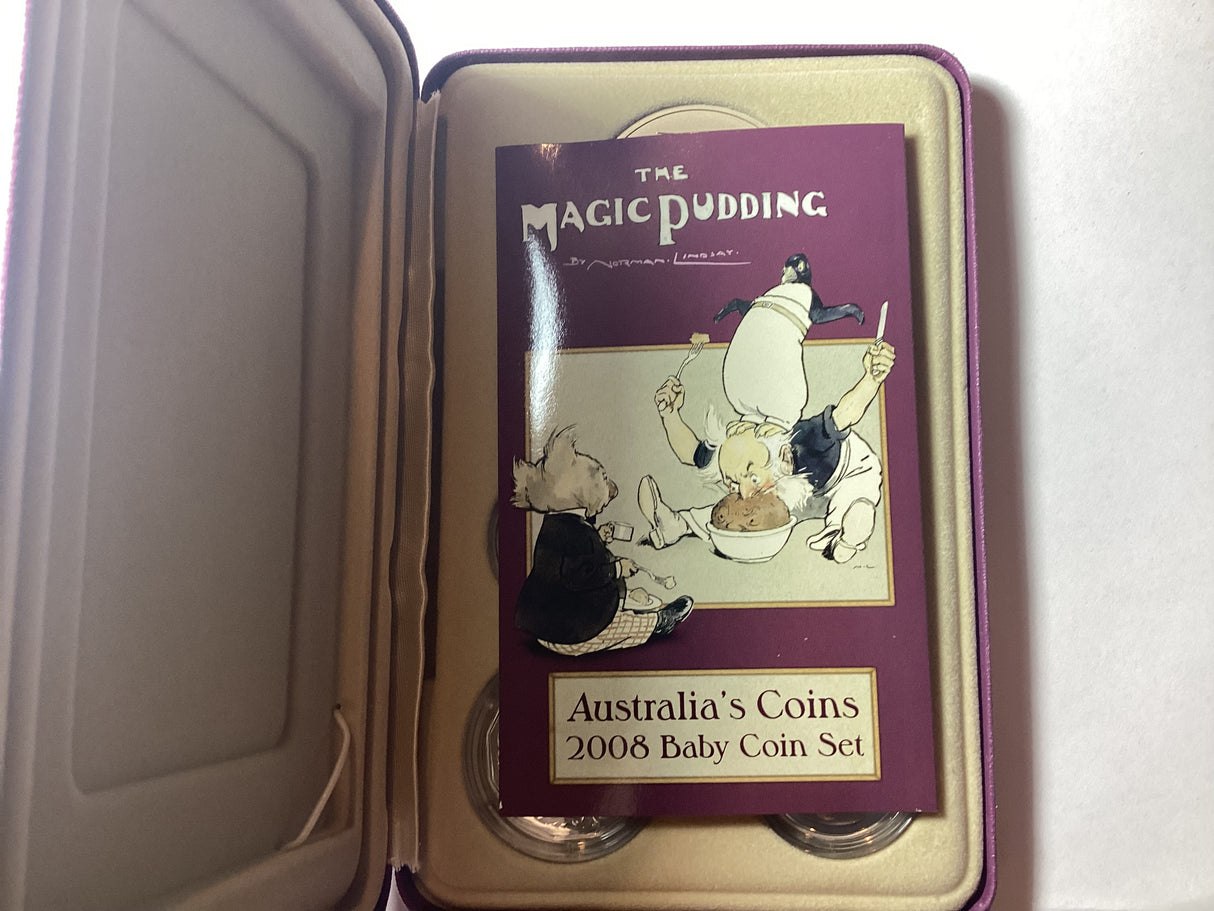 THE
MAGIC PUDDING
BY NORMAN LINDSAY.
Australia's Coins
2008 Baby Coin Set